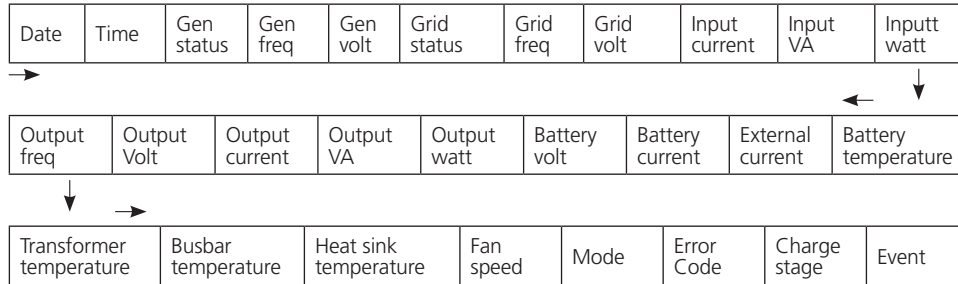 Date
Time
Gen
status
Gen
freq
Gen
volt
Grid
status
Grid
freq
Grid
volt
Input
current
Input
VA
Inputt
watt
Output
freq
Output
Volt
Output
current
Output
VA
Output
watt
Battery
volt
Battery
current
External
current
Battery
temperature
Transformer
temperature
Busbar
temperature
Heat sink
temperature
Fan
speed
Mode
Error
Code
Charge
stage
Event